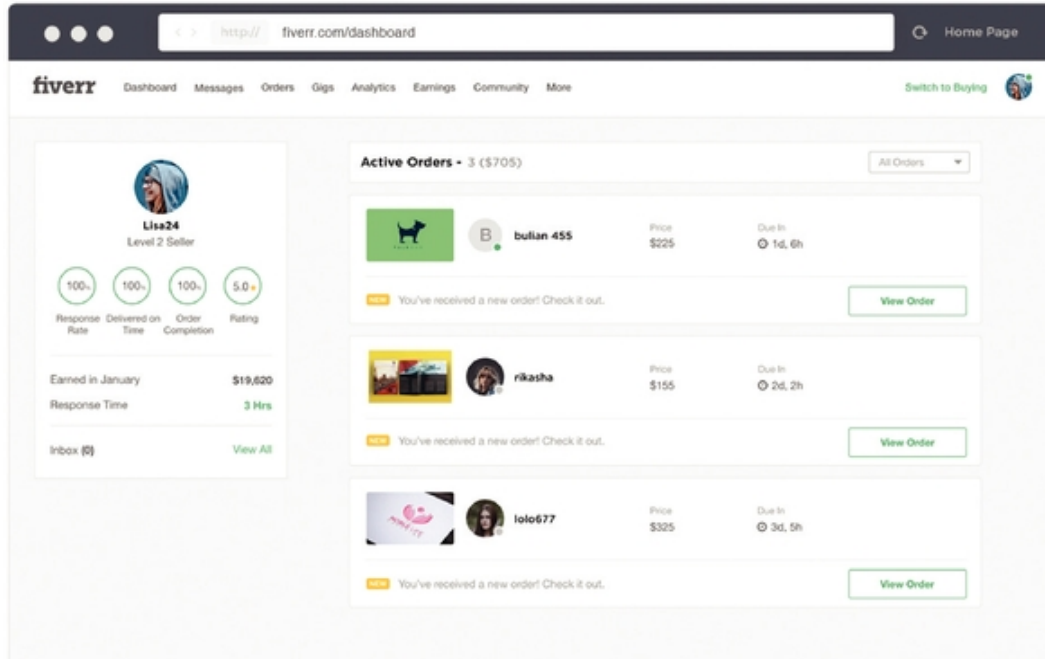 http:// fiverr.com/dashboard
Home Page
fiverr
Dashboard Messages Orders Gigs Analytics Earnings Community More
Switch to Buying
Lisa24
Level 2 Seller
100% 100% 100% 5.0
Response Rate
Delivered on Time
Order Completion
Rating
Earned in January $19,620
Response Time 3 Hrs
Inbox (0) View All
Active Orders - 3 ($705)
All Orders
B bulian 455
Price
$225
Due In
1d, 6h
NEW You've received a new order! Check it out.
View Order
rikasha
Price
$155
Due In
2d, 2h
NEW You've received a new order! Check it out.
View Order
lolo677
Price
$325
Due In
3d, 5h
NEW You've received a new order! Check it out.
View Order